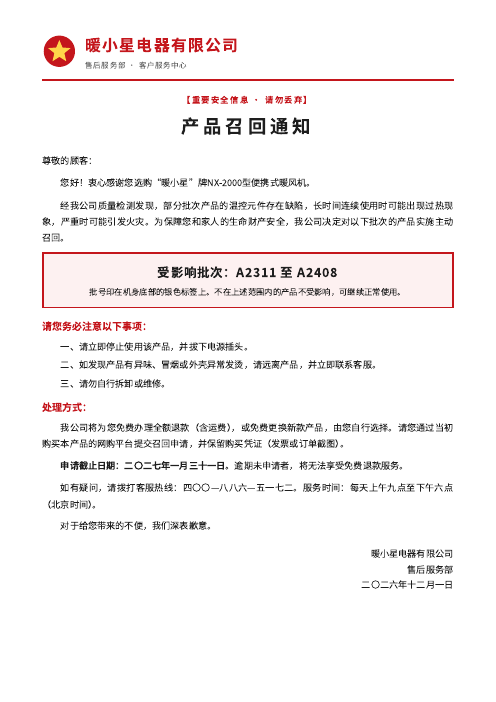 暖小星电器有限公司
售后服务部 · 客户服务中心
【重要安全信息 · 请勿丢弃】
产品召回通知
尊敬的顾客：
您好！衷心感谢您选购“暖小星”牌NX-2000型便携式暖风机。
经我公司质量检测发现，部分批次产品的温控元件存在缺陷，长时间连续使用时可能出现过热现
象，严重时可能引发火灾。为保障您和家人的生命财产安全，我公司决定对以下批次的产品实施主动
召回。
受影响批次：A2311 至 A2408
批号印在机身底部的银色标签上。不在上述范围内的产品不受影响，可继续正常使用。
请您务必注意以下事项：
一、请立即停止使用该产品，并拔下电源插头。
二、如发现产品有异味、冒烟或外壳异常发烫，请远离产品，并立即联系客服。
三、请勿自行拆卸或维修。
处理方式：
我公司将为您免费办理全额退款（含运费），或免费更换新款产品，由您自行选择。请您通过当初
购买本产品的网购平台提交召回申请，并保留购买凭证（发票或订单截图）。
申请截止日期：二〇二七年一月三十一日。逾期未申请者，将无法享受免费退款服务。
如有疑问，请拨打客服热线：四〇〇—八八六—五一七二。服务时间：每天上午九点至下午六点
（北京时间）。
对于给您带来的不便，我们深表歉意。
暖小星电器有限公司
售后服务部
二〇二六年十二月一日